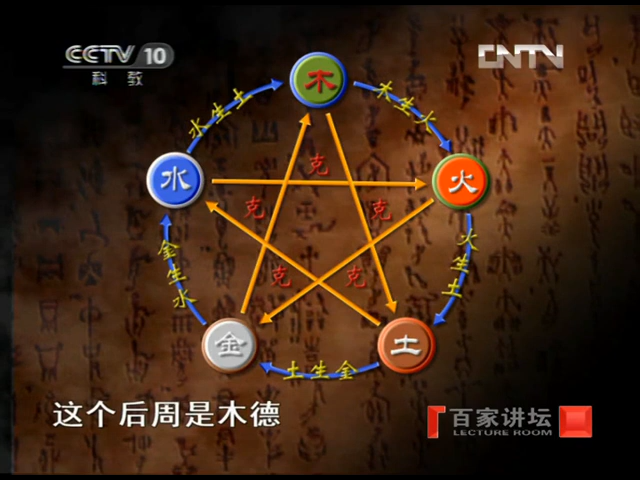 CCTV 10
科教
CNTV
木
水生土
木生火
水
火
克
克
克
金生水
火生土
克
克
金
土
土生金
这个后周是木德
百家讲坛
LECTURE ROOM